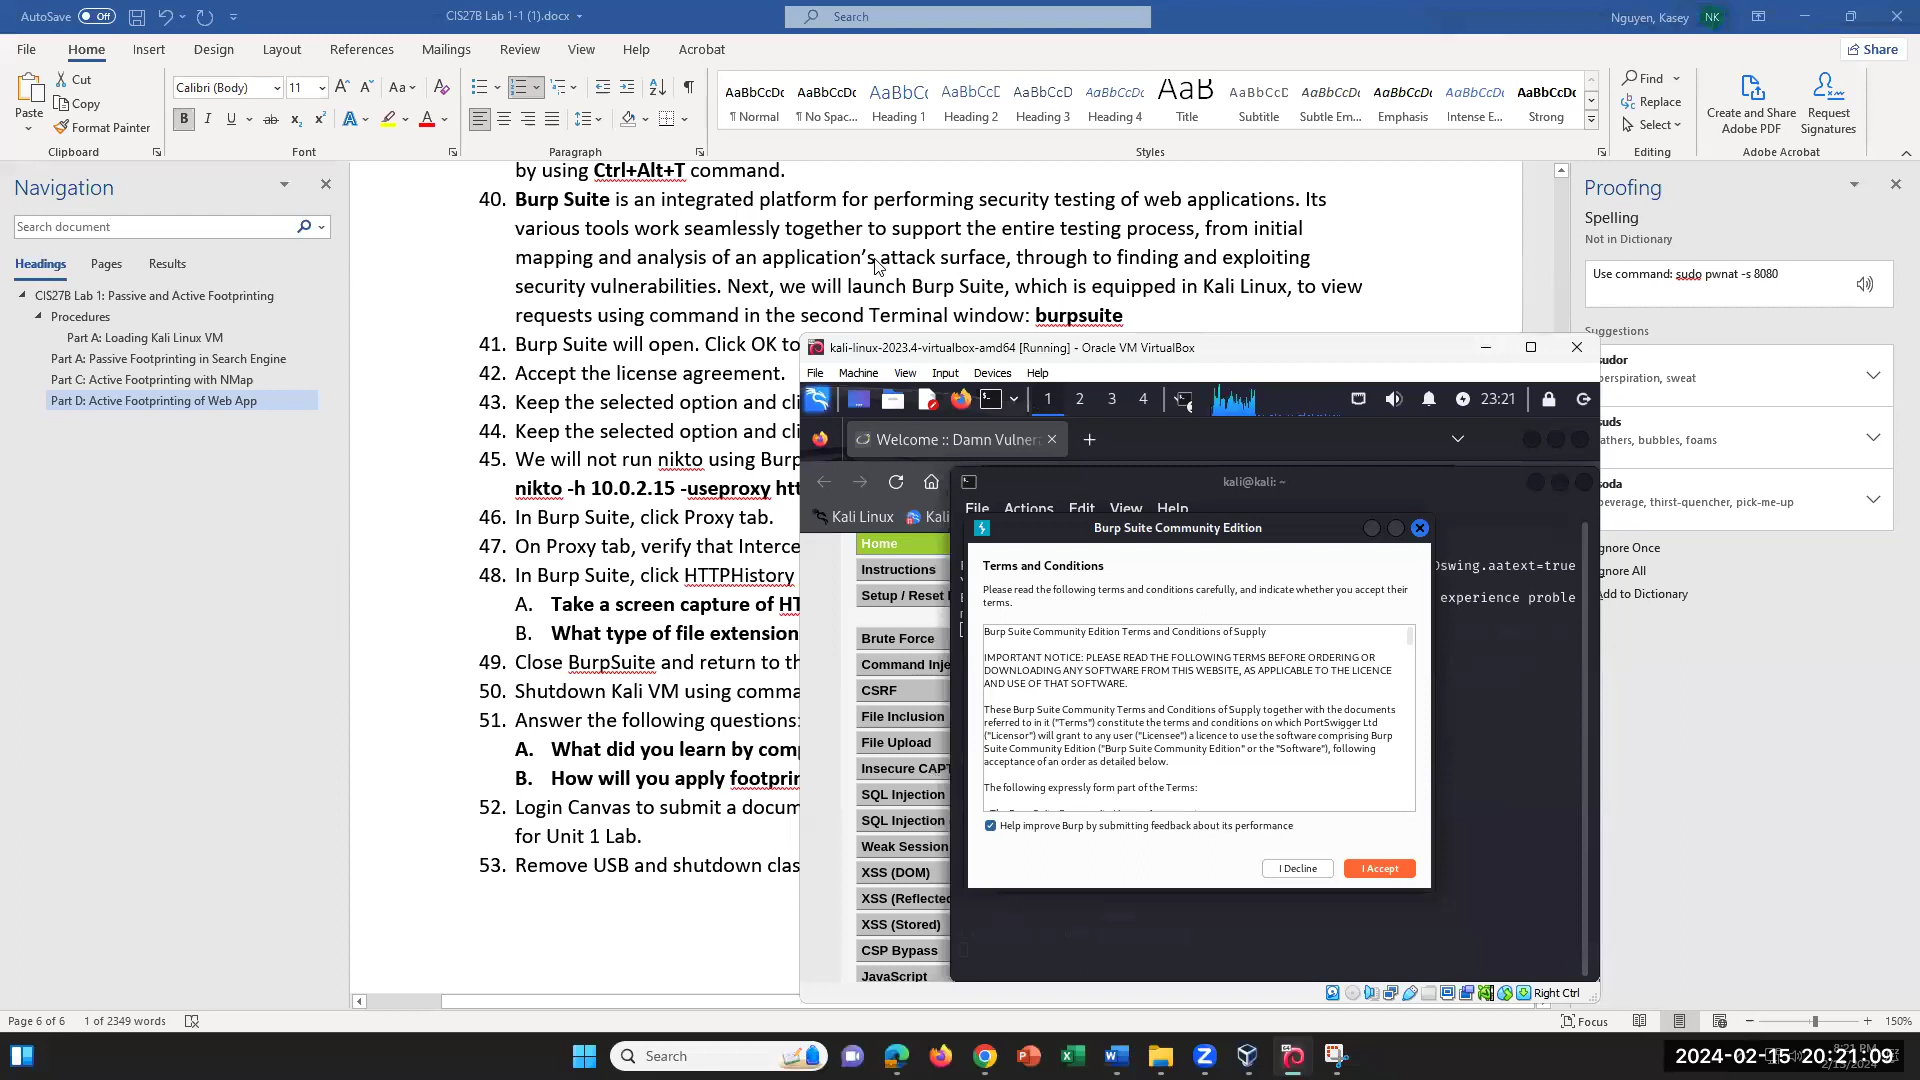 AutoSave Off
CIS27B Lab 1-1 (1).docx
Search
Nguyen, Kasey NK
File Home Insert Design Layout References Mailings Review View Help Acrobat
Share
Paste
Cut
Copy
Format Painter
Clipboard
Calibri (Body) 11
Font
Paragraph
AaBbCcDc AaBbCcDc AaBbCc AaBbCcD AaBbCcD AaBbCcDc AaB AaBbCcD AaBbCcDc AaBbCcDc AaBbCcDc AaBbCcDc
¶ Normal ¶ No Spac... Heading 1 Heading 2 Heading 3 Heading 4 Title Subtitle Subtle Em... Emphasis Intense E... Strong
Styles
Find
Replace
Select
Editing
Create and Share Adobe PDF
Request Signatures
Adobe Acrobat
Navigation
Search document
Headings Pages Results
CIS27B Lab 1: Passive and Active Footprinting
Procedures
Part A: Loading Kali Linux VM
Part A: Passive Footprinting in Search Engine
Part C: Active Footprinting with NMap
Part D: Active Footprinting of Web App
by using Ctrl+Alt+T command.
40. Burp Suite is an integrated platform for performing security testing of web applications. Its
various tools work seamlessly together to support the entire testing process, from initial
mapping and analysis of an application’s attack surface, through to finding and exploiting
security vulnerabilities. Next, we will launch Burp Suite, which is equipped in Kali Linux, to view
requests using command in the second Terminal window: burpsuite
41. Burp Suite will open. Click OK to
42. Accept the license agreement.
43. Keep the selected option and cli
44. Keep the selected option and cli
45. We will not run nikto using Burp
nikto -h 10.0.2.15 -useproxy htt
46. In Burp Suite, click Proxy tab.
47. On Proxy tab, verify that Interce
48. In Burp Suite, click HTTPHistory
A. Take a screen capture of HT
B. What type of file extension
49. Close BurpSuite and return to th
50. Shutdown Kali VM using comma
51. Answer the following questions:
A. What did you learn by comp
B. How will you apply footprin
52. Login Canvas to submit a docum
for Unit 1 Lab.
53. Remove USB and shutdown clas
Proofing
Spelling
Not in Dictionary
Use command: sudo pwnat -s 8080
Suggestions
sudor
perspiration, sweat
suds
lathers, bubbles, foams
soda
beverage, thirst-quencher, pick-me-up
Ignore Once
Ignore All
Add to Dictionary
kali-linux-2023.4-virtualbox-amd64 [Running] - Oracle VM VirtualBox
File Machine View Input Devices Help
1 2 3 4
23:21
Welcome :: Damn Vulnera
Kali Linux Kali
Home
Instructions
Setup / Reset
Brute Force
Command Inje
CSRF
File Inclusion
File Upload
Insecure CAPT
SQL Injection
SQL Injection
Weak Session
XSS (DOM)
XSS (Reflected
XSS (Stored)
CSP Bypass
JavaScript
kali@kali: ~
File Actions Edit View Help
Dswing.aatext=true
experience proble
Burp Suite Community Edition
Terms and Conditions
Please read the following terms and conditions carefully, and indicate whether you accept their
terms.
Burp Suite Community Edition Terms and Conditions of Supply
IMPORTANT NOTICE: PLEASE READ THE FOLLOWING TERMS BEFORE ORDERING OR
DOWNLOADING ANY SOFTWARE FROM THIS WEBSITE, AS APPLICABLE TO THE LICENCE
AND USE OF THAT SOFTWARE.
These Burp Suite Community Terms and Conditions of Supply together with the documents
referred to in it ("Terms") constitute the terms and conditions on which PortSwigger Ltd
("Licensor") will grant to any user ("Licensee") a licence to use the software comprising Burp
Suite Community Edition ("Burp Suite Community Edition" or the "Software"), following
acceptance of an order as detailed below.
The following expressly form part of the Terms:
Help improve Burp by submitting feedback about its performance
I Decline I Accept
Right Ctrl
Page 6 of 6 1 of 2349 words
Focus
150%
Search
2024-02-15 20:21:09